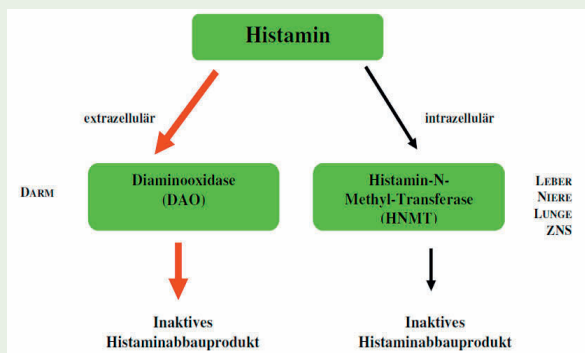 Histamin
extrazellulär
intrazellulär
DARM
Diaminooxidase
(DAO)
Histamin-N-
Methyl-Transferase
(HNMT)
LEBER
NIERE
LUNGE
ZNS
Inaktives
Histaminabbauprodukt
Inaktives
Histaminabbauprodukt